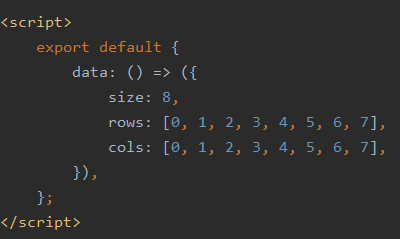 <script>
    export default {
        data: () => ({
            size: 8,
            rows: [0, 1, 2, 3, 4, 5, 6, 7],
            cols: [0, 1, 2, 3, 4, 5, 6, 7],
        }),
    };
</script>